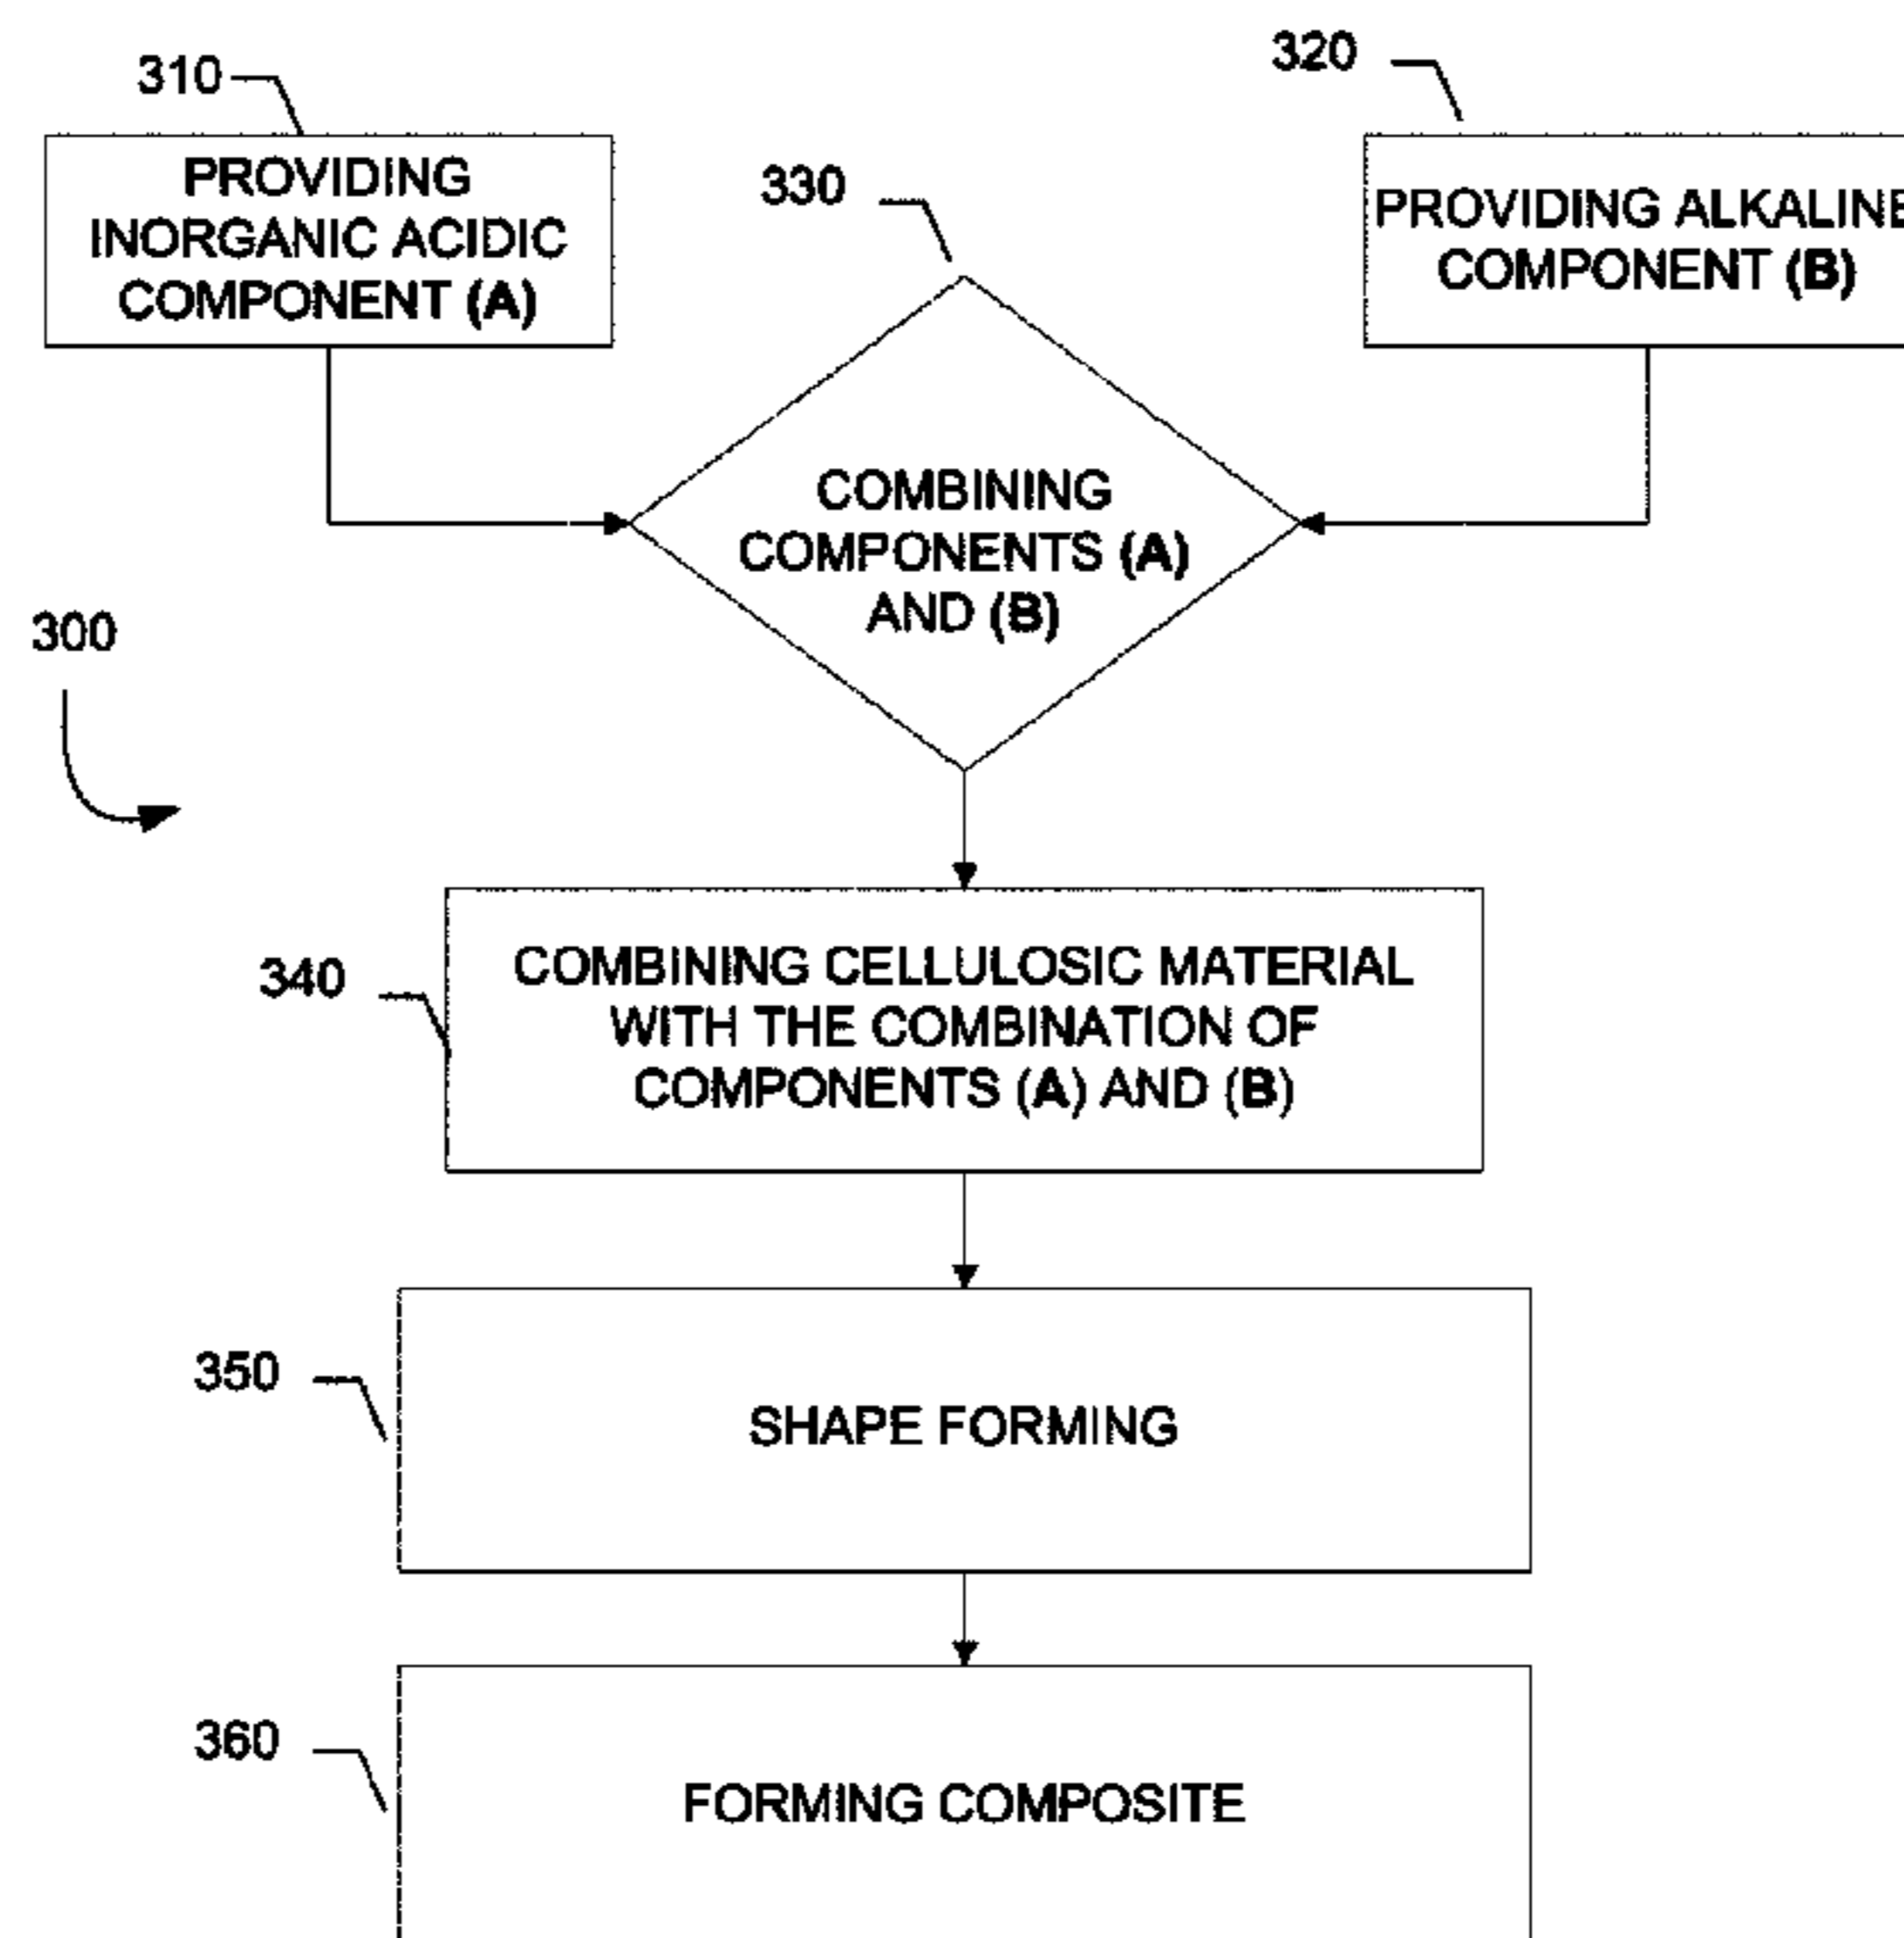 310
320
PROVIDING
INORGANIC ACIDIC
COMPONENT (A)
330
PROVIDING ALKALINE
COMPONENT (B)
COMBINING
COMPONENTS (A)
AND (B)
300
340
COMBINING CELLULOSIC MATERIAL
WITH THE COMBINATION OF
COMPONENTS (A) AND (B)
350
SHAPE FORMING
360
FORMING COMPOSITE